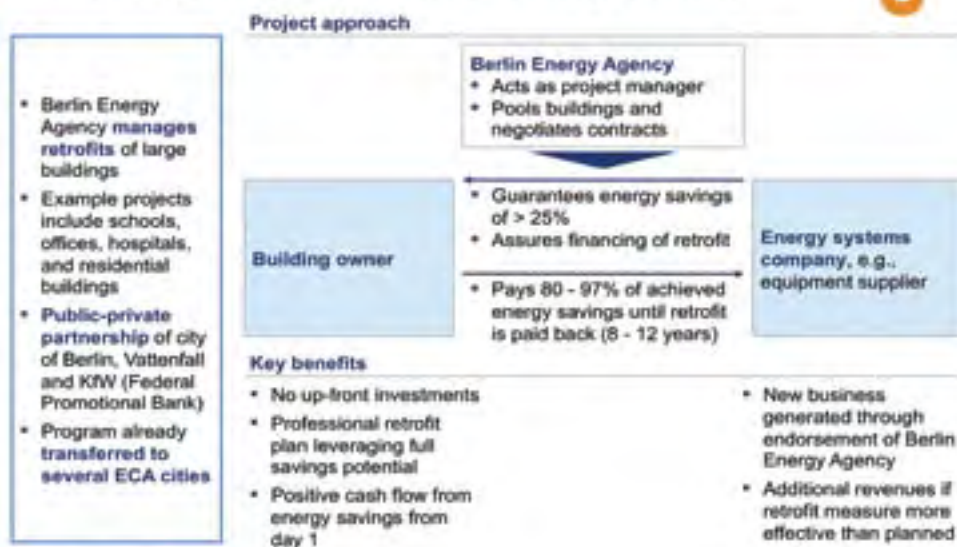 Project approach
• Berlin Energy
Agency manages
retrofits of large
buildings
• Example projects
include schools,
offices, hospitals,
and residential
buildings
• Public-private
partnership of city
of Berlin, Vattenfall
and KfW (Federal
Promotional Bank)
• Program already
transferred to
several ECA cities
Berlin Energy Agency
• Acts as project manager
• Pools buildings and
negotiates contracts
Building owner
• Guarantees energy savings
of > 25%
• Assures financing of retrofit
• Pays 80 - 97% of achieved
energy savings until retrofit
is paid back (8 - 12 years)
Energy systems
company, e.g.,
equipment supplier
Key benefits
• No up-front investments
• Professional retrofit
plan leveraging full
savings potential
• Positive cash flow from
energy savings from
day 1
• New business
generated through
endorsement of Berlin
Energy Agency
• Additional revenues if
retrofit measure more
effective than planned